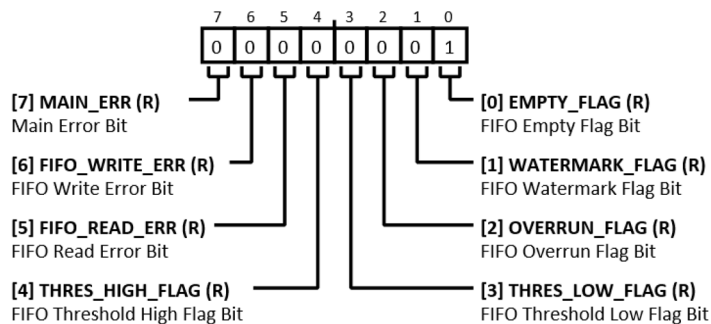 7 6 5 4 3 2 1 0
0 0 0 0 0 0 0 1
[7] MAIN_ERR (R)
Main Error Bit
[6] FIFO_WRITE_ERR (R)
FIFO Write Error Bit
[5] FIFO_READ_ERR (R)
FIFO Read Error Bit
[4] THRES_HIGH_FLAG (R)
FIFO Threshold High Flag Bit
[0] EMPTY_FLAG (R)
FIFO Empty Flag Bit
[1] WATERMARK_FLAG (R)
FIFO Watermark Flag Bit
[2] OVERRUN_FLAG (R)
FIFO Overrun Flag Bit
[3] THRES_LOW_FLAG (R)
FIFO Threshold Low Flag Bit